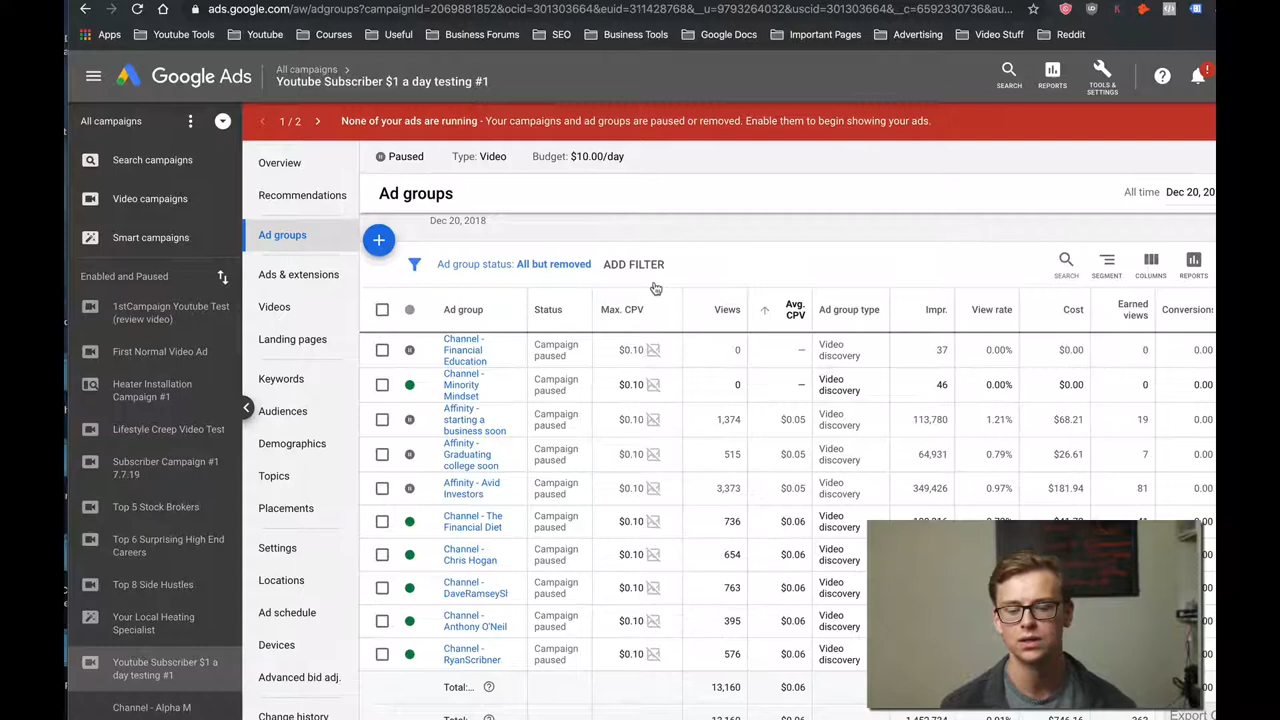 ads.google.com/aw/adgroups?campaignId=2069881852&ocid=301303664&euid=311428768&__u=9793264032&uscid=301303664&__c=6592330736&au...
Apps
Youtube Tools
Youtube
Courses
Useful
Business Forums
SEO
Business Tools
Google Docs
Important Pages
Advertising
Video Stuff
Reddit
Google Ads
All campaigns
Youtube Subscriber $1 a day testing #1
SEARCH
REPORTS
TOOLS &
SETTINGS
All campaigns
1 / 2
None of your ads are running - Your campaigns and ad groups are paused or removed. Enable them to begin showing your ads.
Search campaigns
Video campaigns
Smart campaigns
Enabled and Paused
1stCampaign Youtube Test
(review video)
First Normal Video Ad
Heater Installation
Campaign #1
Lifestyle Creep Video Test
Subscriber Campaign #1
7.7.19
Top 5 Stock Brokers
Top 6 Surprising High End
Careers
Top 8 Side Hustles
Your Local Heating
Specialist
Youtube Subscriber $1 a
day testing #1
Channel - Alpha M
Overview
Recommendations
Ad groups
Ads & extensions
Videos
Landing pages
Keywords
Audiences
Demographics
Topics
Placements
Settings
Locations
Ad schedule
Devices
Advanced bid adj.
Change history
Paused
Type: Video
Budget: $10.00/day
Ad groups
All time
Dec 20, 20
Dec 20, 2018
Ad group status: All but removed
ADD FILTER
SEARCH
SEGMENT
COLUMNS
REPORTS
Ad group
Status
Max. CPV
Views
Avg.
CPV
Ad group type
Impr.
View rate
Cost
Earned
views
Conversions
Channel -
Financial
Education
Campaign
paused
$0.10
0
—
Video
discovery
37
0.00%
$0.00
0
0.00
Channel -
Minority
Mindset
Campaign
paused
$0.10
0
—
Video
discovery
46
0.00%
$0.00
0
0.00
Affinity -
starting a
business soon
Campaign
paused
$0.10
1,374
$0.05
Video
discovery
113,780
1.21%
$68.21
19
0.00
Affinity -
Graduating
college soon
Campaign
paused
$0.10
515
$0.05
Video
discovery
64,931
0.79%
$26.61
7
0.00
Affinity - Avid
Investors
Campaign
paused
$0.10
3,373
$0.05
Video
discovery
349,426
0.97%
$181.94
81
0.00
Channel - The
Financial Diet
Campaign
paused
$0.10
736
$0.06
Video
discovery
Channel -
Chris Hogan
Campaign
paused
$0.10
654
$0.06
Video
discovery
Channel -
DaveRamseySl
Campaign
paused
$0.10
763
$0.06
Video
discovery
Channel -
Anthony O'Neil
Campaign
paused
$0.10
395
$0.06
Video
discovery
Channel -
RyanScribner
Campaign
paused
$0.10
576
$0.06
Video
discovery
Total:...
13,160
$0.06